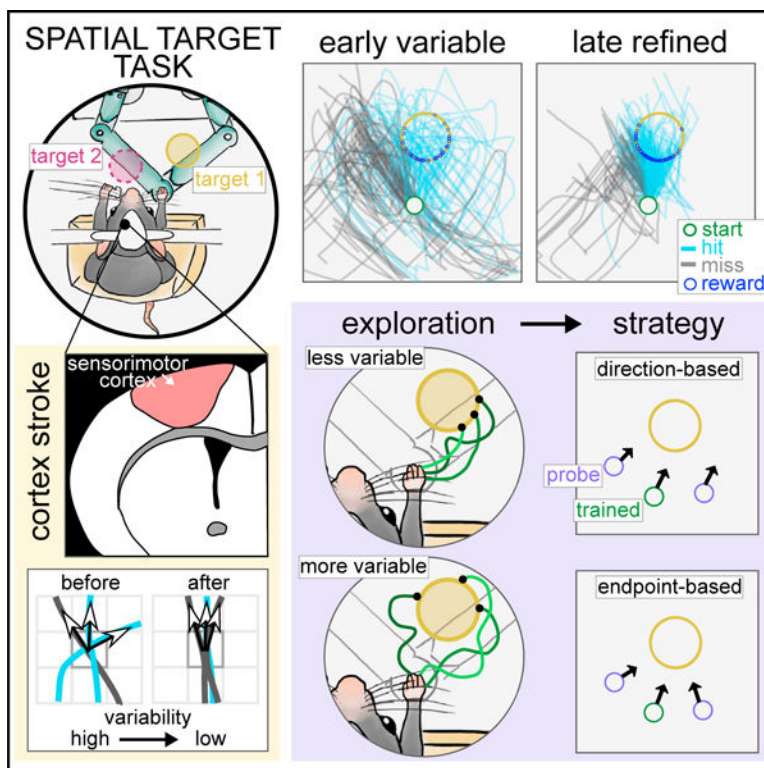 SPATIAL TARGET
TASK
target 2
target 1
early variable
late refined
start
hit
miss
reward
cortex stroke
sensorimotor
cortex
before
after
variability
high
low
exploration
strategy
less variable
direction-based
probe
trained
more variable
endpoint-based